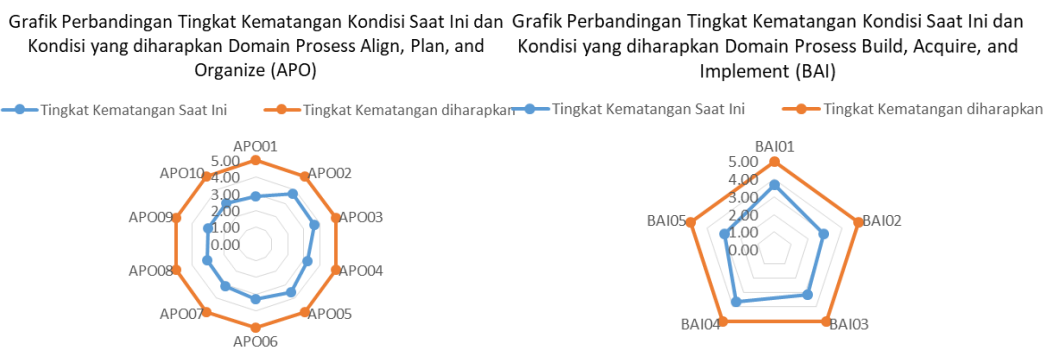 Grafik Perbandingan Tingkat Kematangan Kondisi Saat Ini dan
Kondisi yang diharapkan Domain Prosess Align, Plan, and
Organize (APO)
Tingkat Kematangan Saat Ini
Tingkat Kematangan diharapkan
APO01
APO02
APO03
APO04
APO05
APO06
APO07
APO08
APO09
APO10
5.00
4.00
3.00
2.00
1.00
0.00
Grafik Perbandingan Tingkat Kematangan Kondisi Saat Ini dan
Kondisi yang diharapkan Domain Prosess Build, Acquire, and
Implement (BAI)
Tingkat Kematangan Saat Ini
Tingkat Kematangan diharapkan
BAI01
BAI02
BAI03
BAI04
BAI05
5.00
4.00
3.00
2.00
1.00
0.00